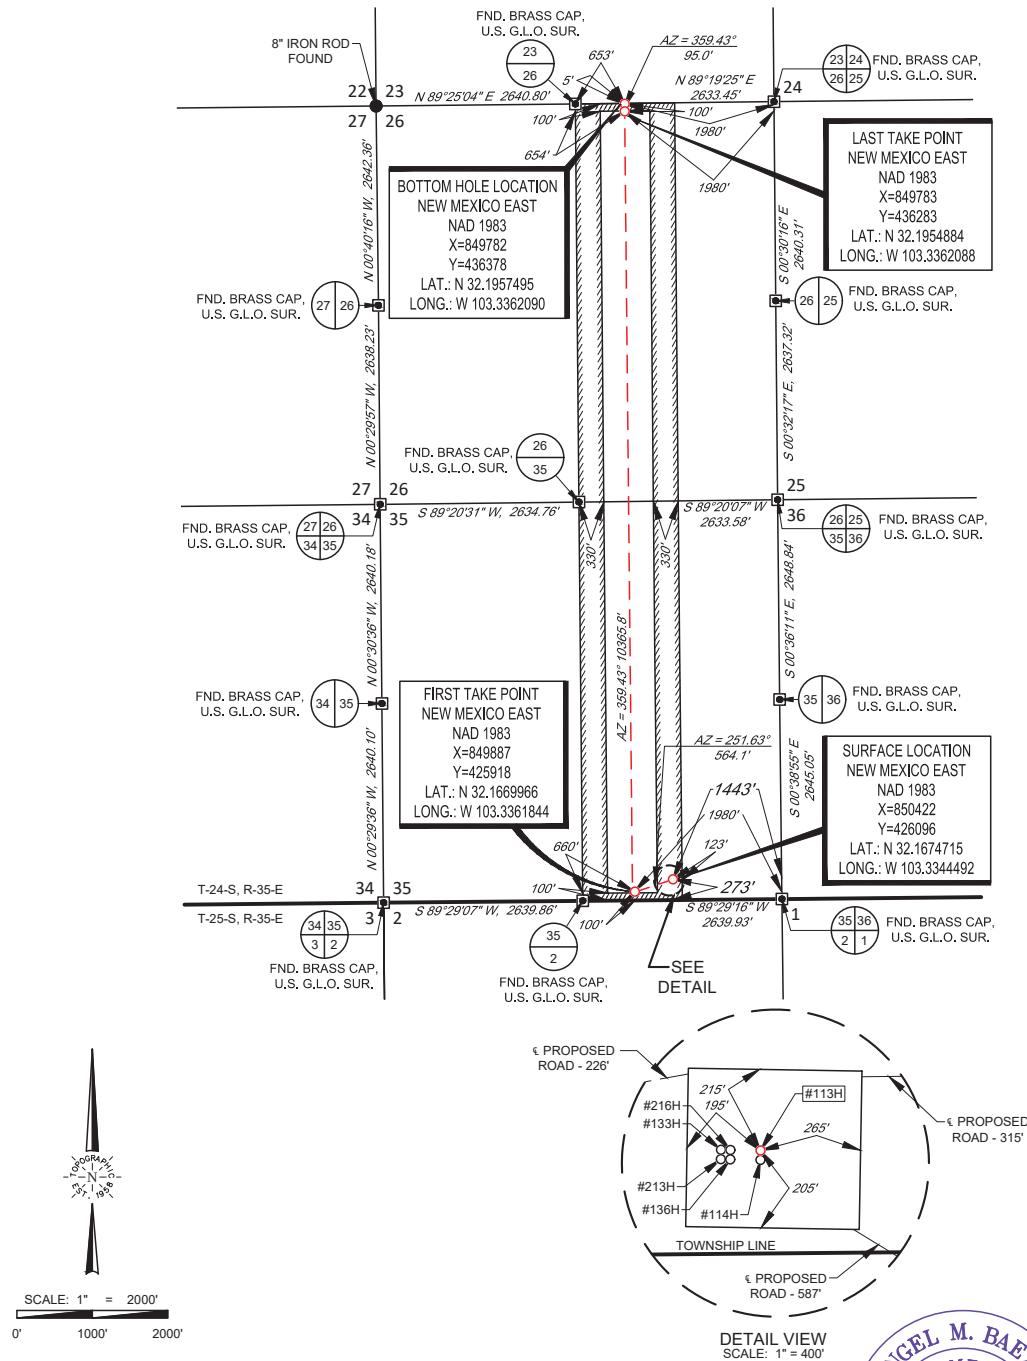 FND. BRASS CAP,
U.S. G.L.O. SUR.
23
26
8" IRON ROD
FOUND
AZ = 359.43°
95.0'
653'
5'
23 24
26 25
FND. BRASS CAP,
U.S. G.L.O. SUR.
22 23
27 26
N 89°25'04" E 2640.80'
N 89°19'25" E
2633.45'
24
100'
100'
1980'
654'
1980'
BOTTOM HOLE LOCATION
NEW MEXICO EAST
NAD 1983
X=849782
Y=436378
LAT.: N 32.1957495
LONG.: W 103.3362090
LAST TAKE POINT
NEW MEXICO EAST
NAD 1983
X=849783
Y=436283
LAT.: N 32.1954884
LONG.: W 103.3362088
N 00°40'16" W, 2642.36'
S 00°30'16" E
2640.31'
FND. BRASS CAP,
U.S. G.L.O. SUR.
27 26
26 25
FND. BRASS CAP,
U.S. G.L.O. SUR.
N 00°29'57" W, 2638.23'
S 00°32'17" E, 2637.32'
FND. BRASS CAP,
U.S. G.L.O. SUR.
26
35
27 26
34 35
25
36
S 89°20'31" W, 2634.76'
S 89°20'07" W
2633.58'
FND. BRASS CAP,
U.S. G.L.O. SUR.
27 26
34 35
26 25
35 36
FND. BRASS CAP,
U.S. G.L.O. SUR.
330'
330'
N 00°30'36" W, 2640.18'
S 00°36'11" E, 2648.84'
AZ = 359.43° 10365.8'
FND. BRASS CAP,
U.S. G.L.O. SUR.
34 35
35 36
FND. BRASS CAP,
U.S. G.L.O. SUR.
FIRST TAKE POINT
NEW MEXICO EAST
NAD 1983
X=849887
Y=425918
LAT.: N 32.1669966
LONG.: W 103.3361844
AZ = 251.63°
564.1'
SURFACE LOCATION
NEW MEXICO EAST
NAD 1983
X=850422
Y=426096
LAT.: N 32.1674715
LONG.: W 103.3344492
N 00°29'36" W, 2640.10'
S 00°38'55" E
2645.05'
1443'
1980'
123'
660'
100'
273'
100'
T-24-S, R-35-E
T-25-S, R-35-E
34 35
3 2
S 89°29'07" W, 2639.86'
S 89°29'16" W
2639.93'
1
34 35
3 2
FND. BRASS CAP,
U.S. G.L.O. SUR.
35
2
FND. BRASS CAP,
U.S. G.L.O. SUR.
35 36
2 1
FND. BRASS CAP,
U.S. G.L.O. SUR.
SEE
DETAIL
℄ PROPOSED
ROAD - 226'
215'
195'
#113H
#216H
#133H
265'
℄ PROPOSED
ROAD - 315'
#213H
#136H
#114H
205'
TOWNSHIP LINE
℄ PROPOSED
ROAD - 587'
DETAIL VIEW
SCALE: 1" = 400'
TOPOGRAPHIC
N
EST. 1958
SCALE: 1" = 2000'
0' 1000' 2000'